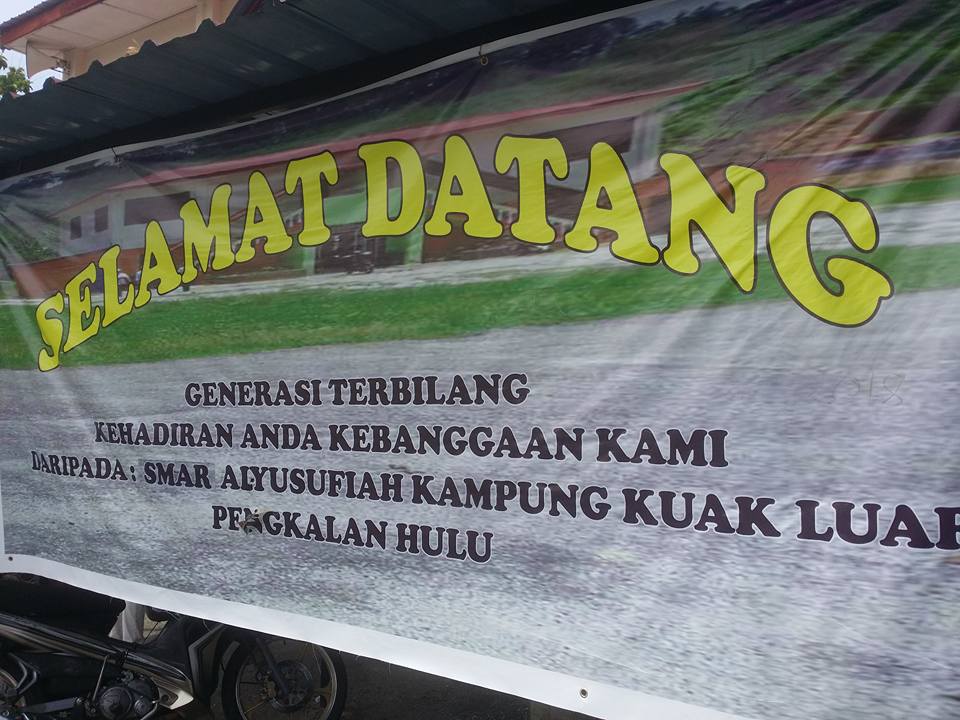 SELAMAT DATANG
GENERASI TERBILANG
KEHADIRAN ANDA KEBANGGAAN KAMI
DARIPADA: SMAR ALYUSUFIAH KAMPUNG KUAK LUAR
PENGKALAN HULU